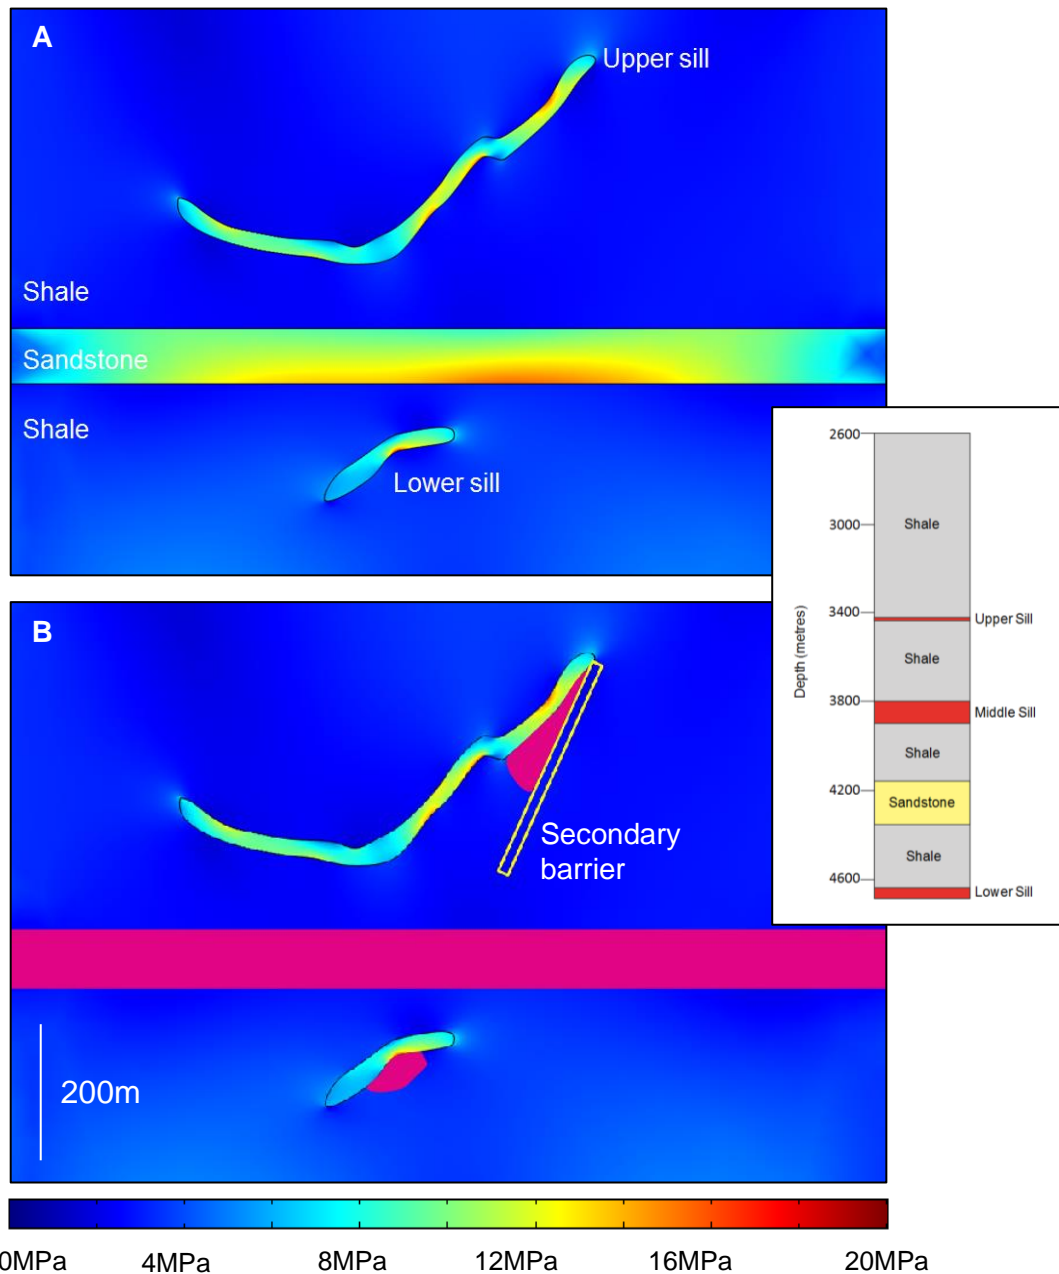 A
Upper sill
Shale
Sandstone
Shale
Lower sill
2600
3000
3400
3800
4200
4600
Depth (metres)
Shale
Upper Sill
Shale
Middle Sill
Shale
Sandstone
Shale
Lower Sill
B
Secondary
barrier
200m
0MPa
4MPa
8MPa
12MPa
16MPa
20MPa